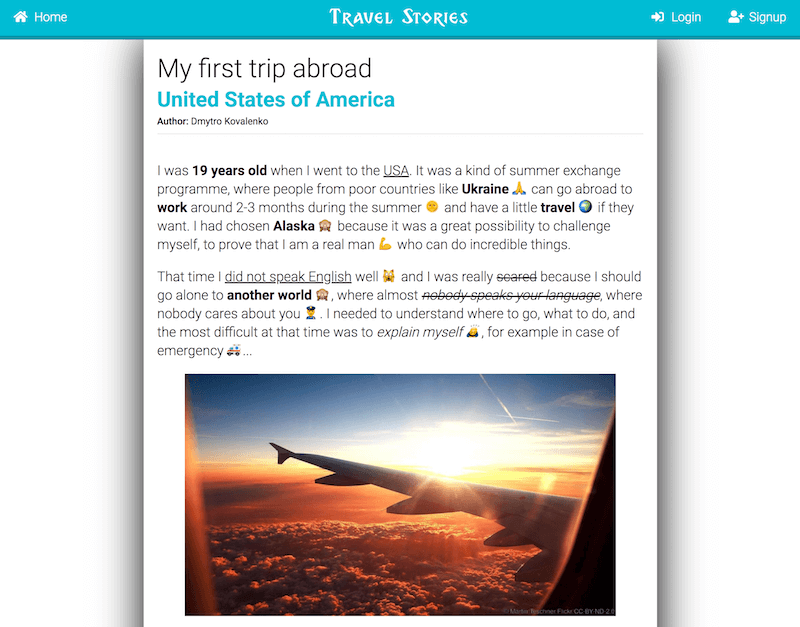 Home
Travel Stories
Login
Signup
My first trip abroad
United States of America
Author: Dmytro Kovalenko
I was 19 years old when I went to the USA. It was a kind of summer exchange
programme, where people from poor countries like Ukraine 🙏 can go abroad to
work around 2-3 months during the summer 🌞 and have a little travel 🌍 if they
want. I had chosen Alaska 🙈 because it was a great possibility to challenge
myself, to prove that I am a real man 💪 who can do incredible things.
That time I did not speak English well 🙀 and I was really scared because I should
go alone to another world 🙈, where almost nobody speaks your language, where
nobody cares about you 👮. I needed to understand where to go, what to do, and
the most difficult at that time was to explain myself 🙇, for example in case of
emergency 🚑 ...
© Martin Brüchner Flickr CC BY ND 2.0